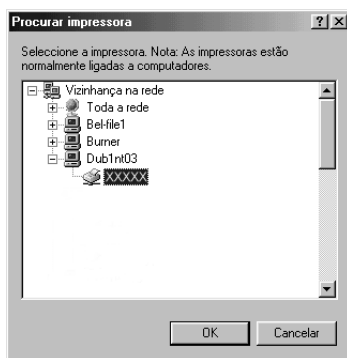 Procurar impressora
Seleccione a impressora. Nota: As impressoras estão
normalmente ligadas a computadores.
Vizinhança na rede
Toda a rede
Bel-file1
Burner
Dub1nt03
XXXXX
OK
Cancelar